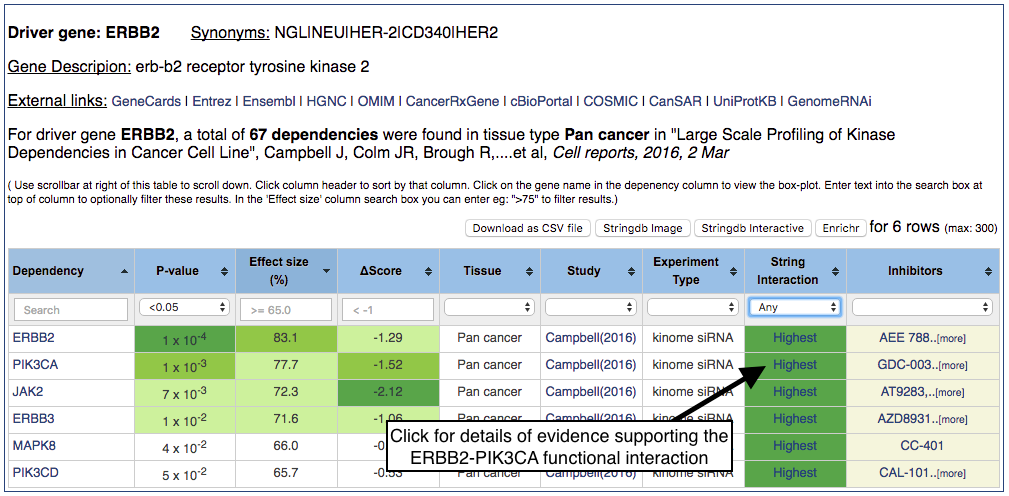 Driver gene: ERBB2 Synonyms: NGL|NEU|HER-2|CD340|HER2
Gene Descripion: erb-b2 receptor tyrosine kinase 2
External links: GeneCards | Entrez | Ensembl | HGNC | OMIM | CancerRxGene | cBioPortal | COSMIC | CanSAR | UniProtKB | GenomeRNAi
For driver gene ERBB2, a total of 67 dependencies were found in tissue type Pan cancer in "Large Scale Profiling of Kinase
Dependencies in Cancer Cell Line", Campbell J, Colm JR, Brough R,....et al, Cell reports, 2016, 2 Mar
( Use scrollbar at right of this table to scroll down. Click column header to sort by that column. Click on the gene name in the depenency column to view the box-plot. Enter text into the search box at
top of column to optionally filter these results. In the 'Effect size' column search box you can enter eg: ">75" to filter results.)
Download as CSV file Stringdb Image Stringdb Interactive Enrichr for 6 rows (max: 300)
Dependency P-value Effect size (%) ΔScore Tissue Study Experiment Type String Interaction Inhibitors
Search <0.05 >= 65.0 < -1 Any
ERBB2 1 x 10-4 83.1 -1.29 Pan cancer Campbell(2016) kinome siRNA Highest AEE 788..[more]
PIK3CA 1 x 10-3 77.7 -1.52 Pan cancer Campbell(2016) kinome siRNA Highest GDC-003..[more]
JAK2 7 x 10-3 72.3 -2.12 Pan cancer Campbell(2016) kinome siRNA Highest AT9283,..[more]
ERBB3 1 x 10-2 71.6 -1.06 Pan cancer Campbell(2016) kinome siRNA Highest AZD8931..[more]
MAPK8 4 x 10-2 66.0 Highest CC-401
PIK3CD 5 x 10-2 65.7 -0.53 Pan cancer Campbell(2016) kinome siRNA Highest CAL-101..[more]
Click for details of evidence supporting the
ERBB2-PIK3CA functional interaction